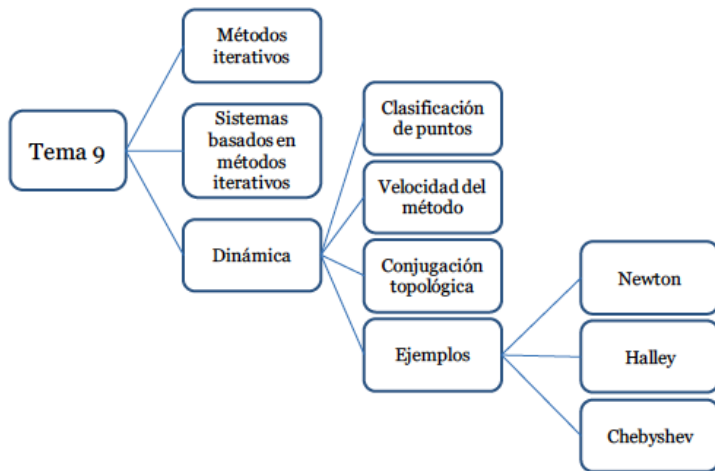 Tema 9
Métodos
iterativos
Sistemas
basados en
métodos
iterativos
Dinámica
Clasificación
de puntos
Velocidad del
método
Conjugación
topológica
Ejemplos
Newton
Halley
Chebyshev